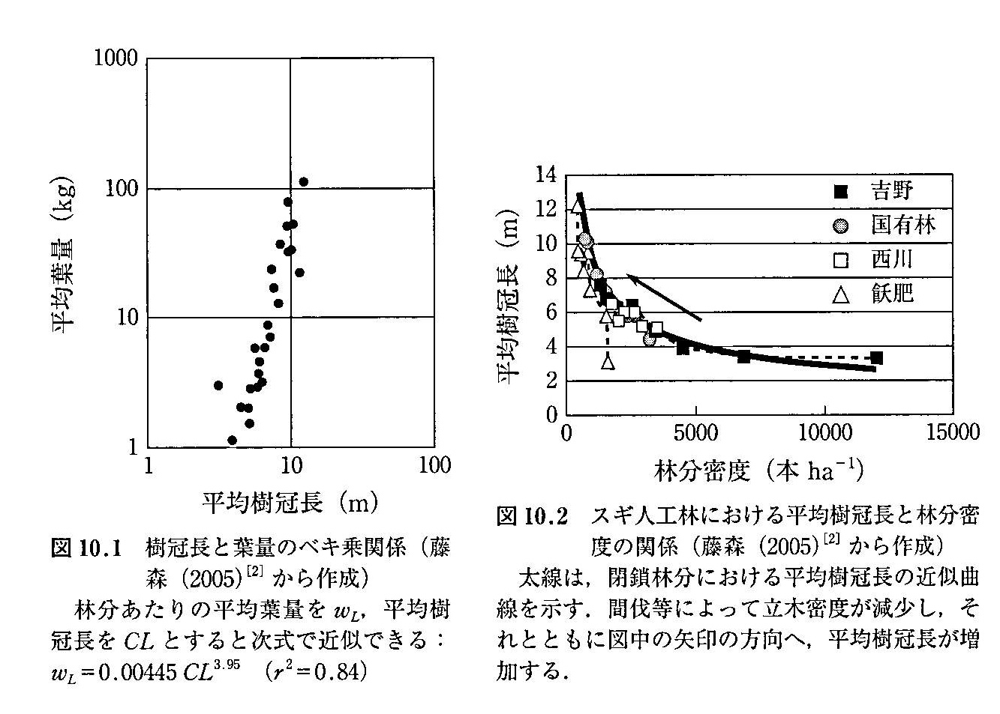 1000
100
10
1
平均葉量（kg）
1
10
100
平均樹冠長（m）
図 10.1　樹冠長と葉量のベキ乗関係（藤
森（2005）[2] から作成）
林分あたりの平均葉量を wL，平均樹
冠長を CL とすると次式で近似できる：
wL=0.00445 CL^3.95　（r^2=0.84）
14
12
10
8
6
4
2
0
平均樹冠長（m）
吉野
国有林
西川
飫肥
0
5000
10000
15000
林分密度（本 ha^−1）
図 10.2　スギ人工林における平均樹冠長と林分密
度の関係（藤森（2005）[2] から作成）
太線は，閉鎖林分における平均樹冠長の近似曲
線を示す．間伐等によって立木密度が減少し，そ
れとともに図中の矢印の方向へ，平均樹冠長が増
加する．